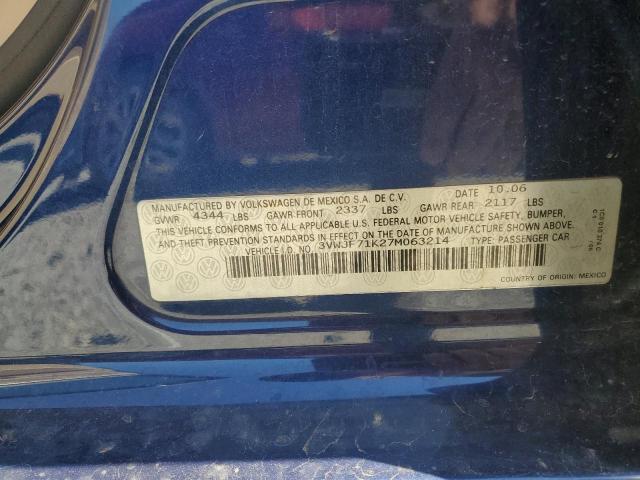 MANUFACTURED BY VOLKSWAGEN DE MEXICO S.A. DE C.V. DATE 10.06
GVWR 4344 LBS GAWR FRONT 2337 LBS GAWR REAR 2117 LBS
THIS VEHICLE CONFORMS TO ALL APPLICABLE U.S. FEDERAL MOTOR VEHICLE SAFETY, BUMPER,
AND THEFT PREVENTION STANDARDS IN EFFECT ON THE DATE OF MANUFACTURE SHOWN ABOVE.
VEHICLE I.D. NO. 3VWJF71K27M063214 TYPE: PASSENGER CAR
COUNTRY OF ORIGIN: MEXICO